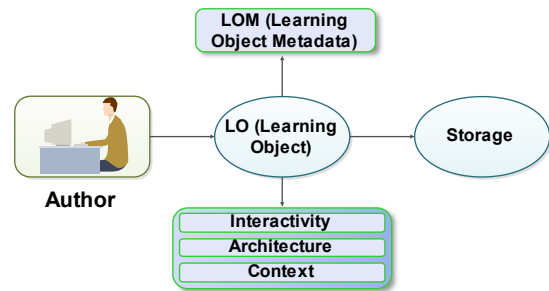 LOM (Learning
Object Metadata)
LO (Learning
Object)
Storage
Author
Interactivity
Architecture
Context